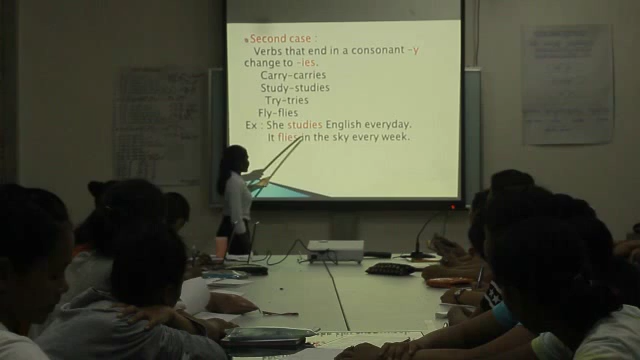 Second case :
Verbs that end in a consonant -y
change to -ies.
Carry-carries
Study-studies
Try-tries
Fly-flies
Ex : She studies English everyday.
It flies in the sky every week.